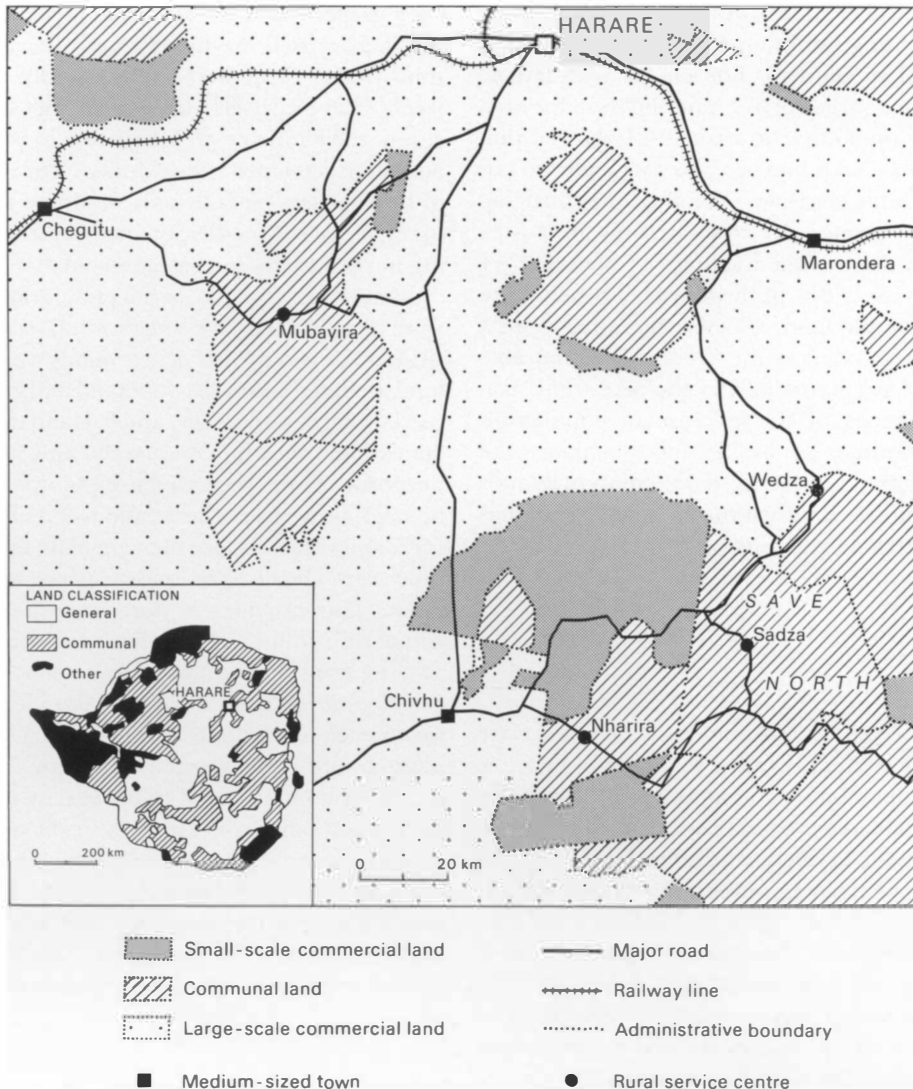 HARARE
Chegutu
Marondera
Mubayira
Wedza
SAVE
Sadza
NORTH
Chivhu
Nharira
20 km
0
LAND CLASSIFICATION
General
Communal
Other
HARARE
0 200 km
Small-scale commercial land
Communal land
Large-scale commercial land
Medium-sized town
Major road
Railway line
Administrative boundary
Rural service centre